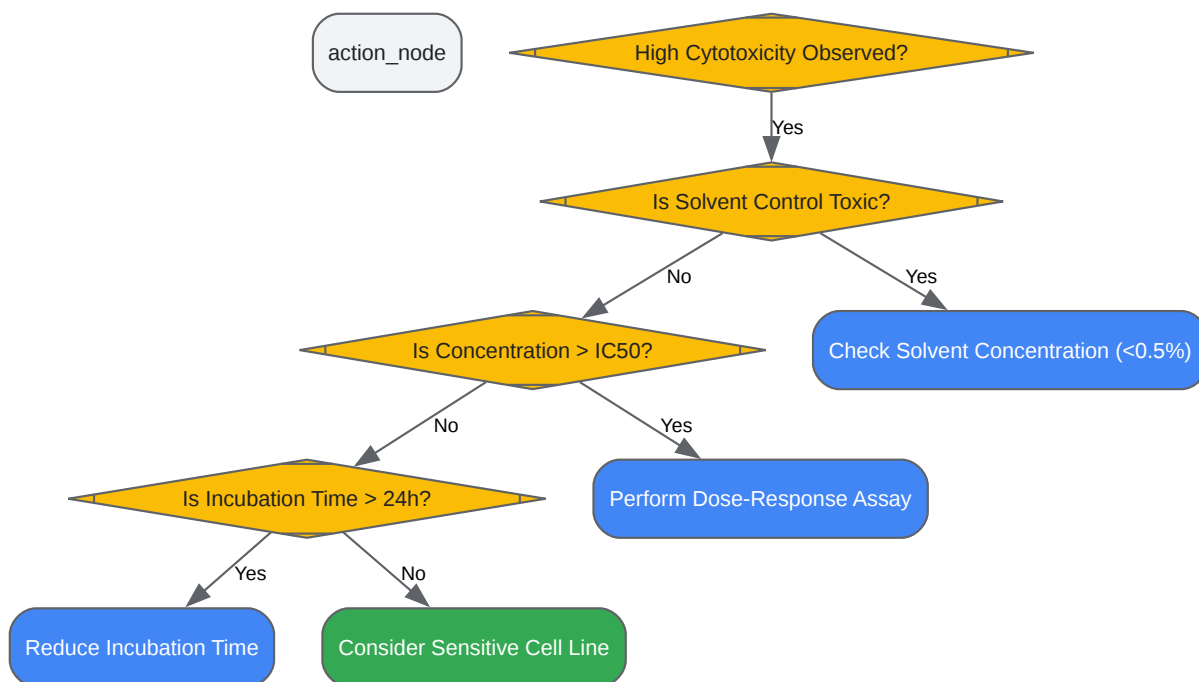 action_node
High Cytotoxicity Observed?
Yes
Is Solvent Control Toxic?
No
Yes
Is Concentration > IC50?
Check Solvent Concentration (<0.5%)
No
Yes
Is Incubation Time > 24h?
Perform Dose-Response Assay
Yes
No
Reduce Incubation Time
Consider Sensitive Cell Line